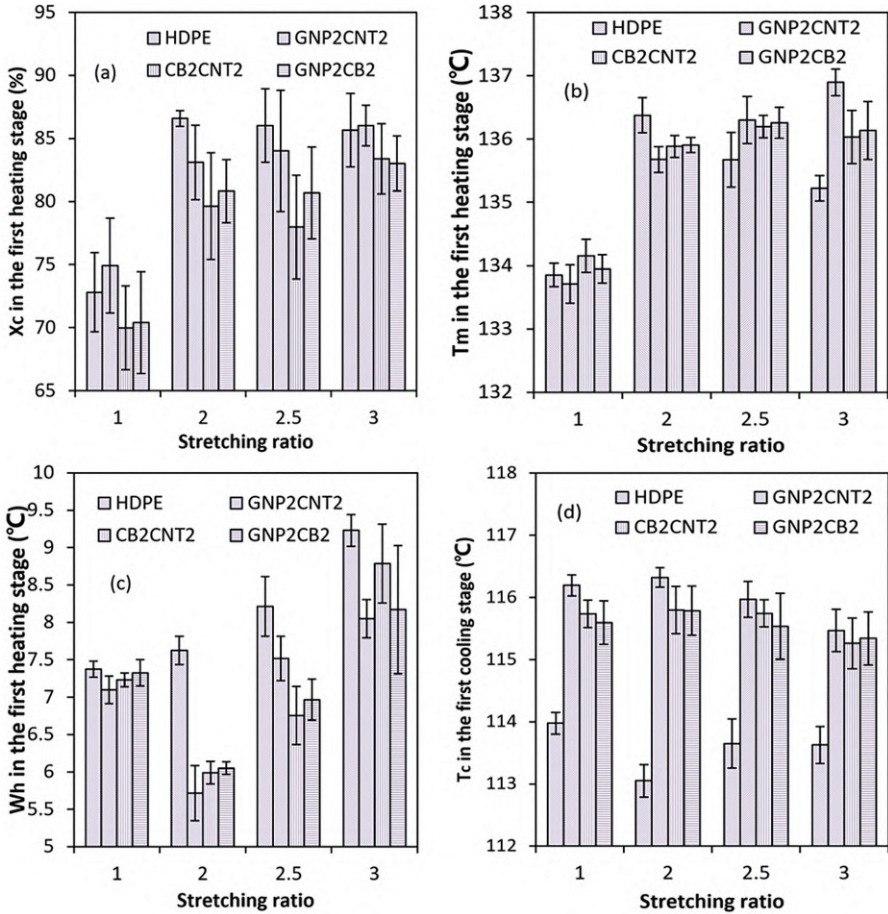 95
90
85
80
75
70
65
Xc in the first heating stage (%)
(a)
HDPE
GNP2CNT2
CB2CNT2
GNP2CB2
1
2
2.5
3
Stretching ratio
138
137
136
135
134
133
132
Tm in the first heating stage (℃)
(b)
HDPE
GNP2CNT2
CB2CNT2
GNP2CB2
1
2
2.5
3
Stretching ratio
10
9.5
9
8.5
8
7.5
7
6.5
6
5.5
5
Wh in the first heating stage (℃)
(c)
HDPE
GNP2CNT2
CB2CNT2
GNP2CB2
1
2
2.5
3
Stretching ratio
118
117
116
115
114
113
112
Tc in the first cooling stage (℃)
(d)
HDPE
GNP2CNT2
CB2CNT2
GNP2CB2
1
2
2.5
3
Stretching ratio